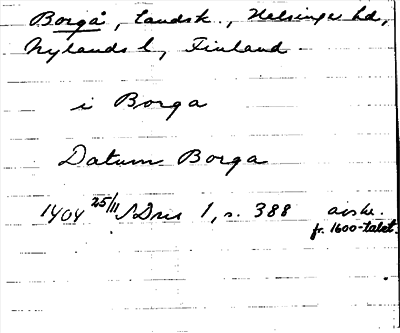 Borgå, landsk., Helsinge hd,
Nylands l, Finland
i Borga
Datum Borga
1404 25/11 SDns 1, s. 388 avskr.
fr. 1600-talet.